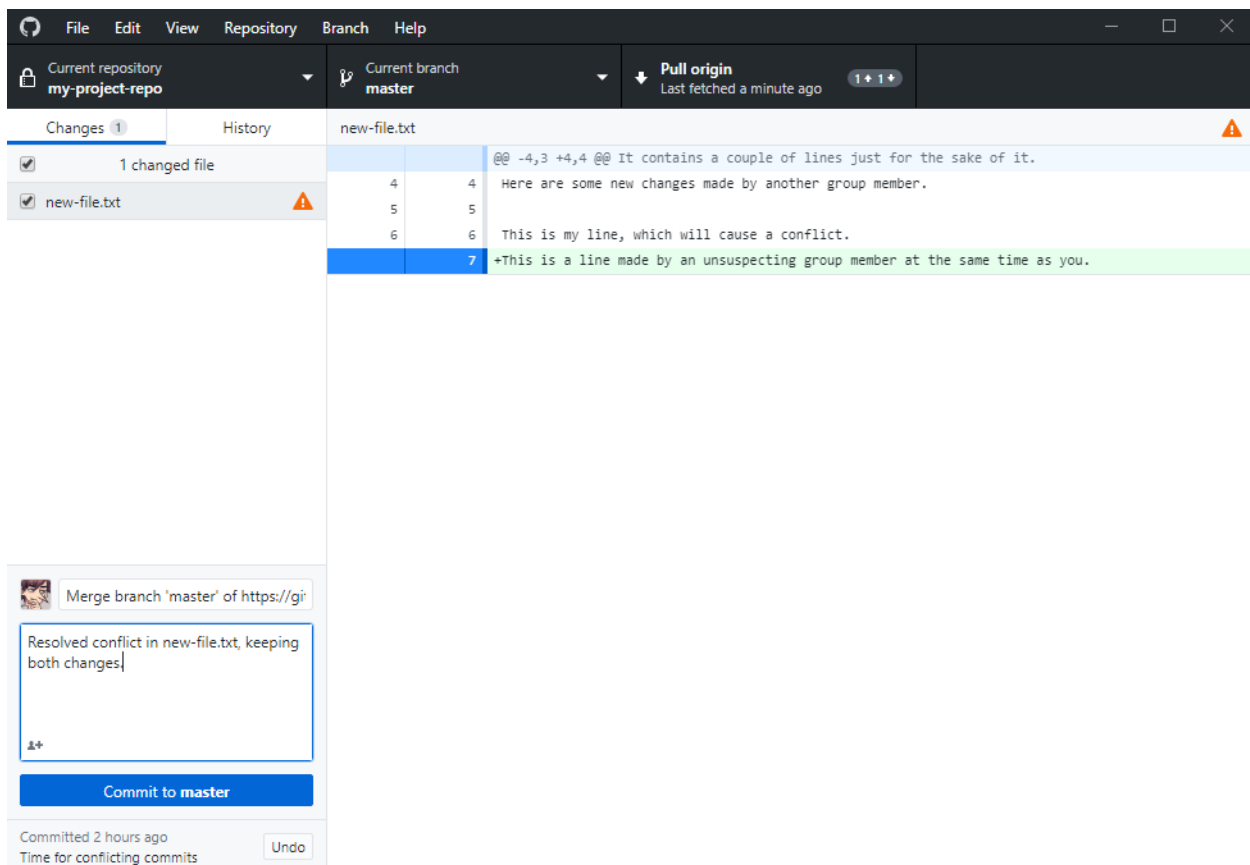 File Edit View Repository Branch Help
Current repository
my-project-repo
Current branch
master
Pull origin
Last fetched a minute ago
1 1
Changes 1
History
new-file.txt
1 changed file
new-file.txt
@@ -4,3 +4,4 @@ It contains a couple of lines just for the sake of it.
4 4 Here are some new changes made by another group member.
5 5
6 6 This is my line, which will cause a conflict.
7 +This is a line made by an unsuspecting group member at the same time as you.
Merge branch 'master' of https://gi
Resolved conflict in new-file.txt, keeping
both changes.
Commit to master
Committed 2 hours ago
Time for conflicting commits
Undo